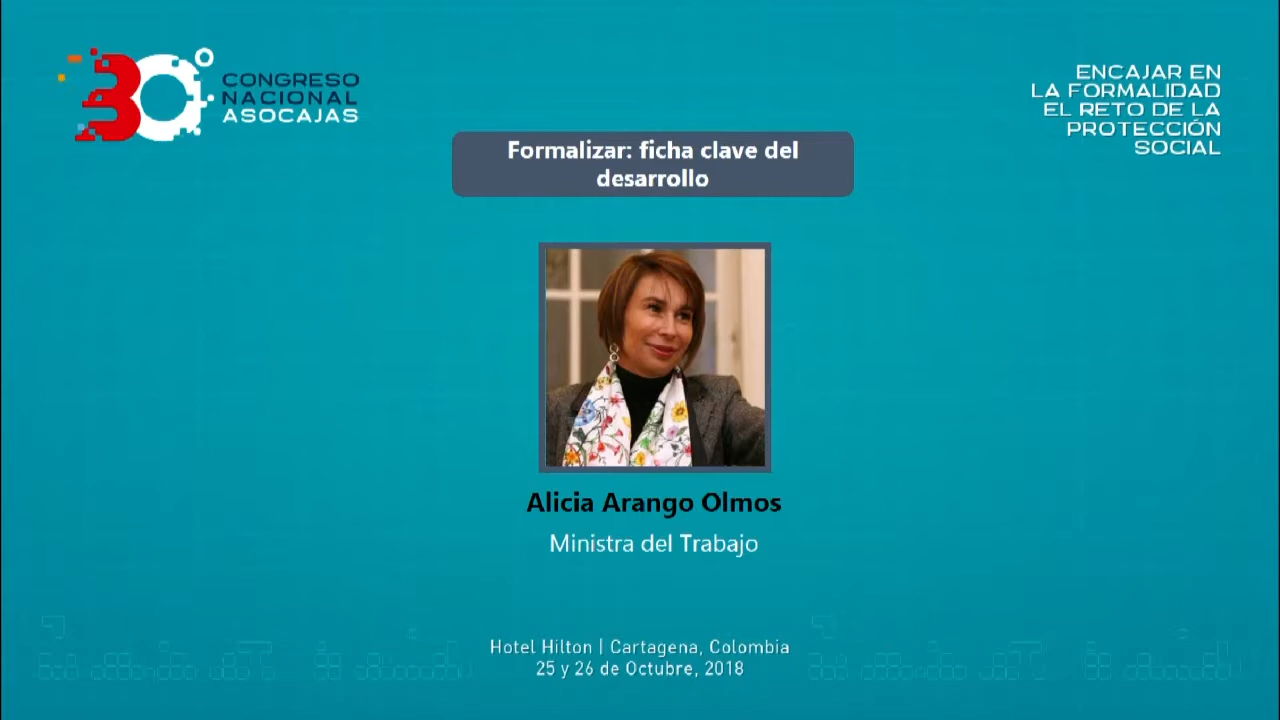 30
CONGRESO
NACIONAL
ASOCAJAS
ENCAJAR EN
LA FORMALIDAD
EL RETO DE LA
PROTECCIÓN
SOCIAL
Formalizar: ficha clave del
desarrollo
Alicia Arango Olmos
Ministra del Trabajo
Hotel Hilton | Cartagena, Colombia
25 y 26 de Octubre, 2018